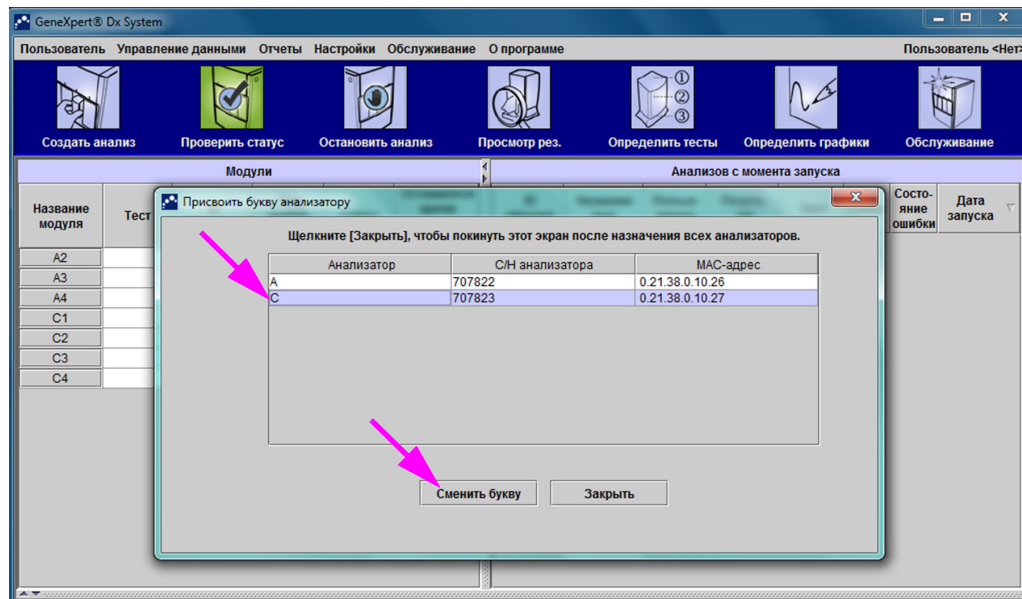 GeneXpert® Dx System
Пользователь Управление данными Отчеты Настройки Обслуживание О программе Пользователь <Нет>
Создать анализ Проверить статус Остановить анализ Просмотр рез. Определить тесты Определить графики Обслуживание
Модули Анализов с момента запуска
Название модуля Тест Состо-яние ошибки Дата запуска
Присвоить букву анализатору
Щелкните [Закрыть], чтобы покинуть этот экран после назначения всех анализаторов.
Анализатор С/Н анализатора MAC-адрес
A 707822 0.21.38.0.10.26
C 707823 0.21.38.0.10.27
A2
A3
A4
C1
C2
C3
C4
Сменить букву Закрыть